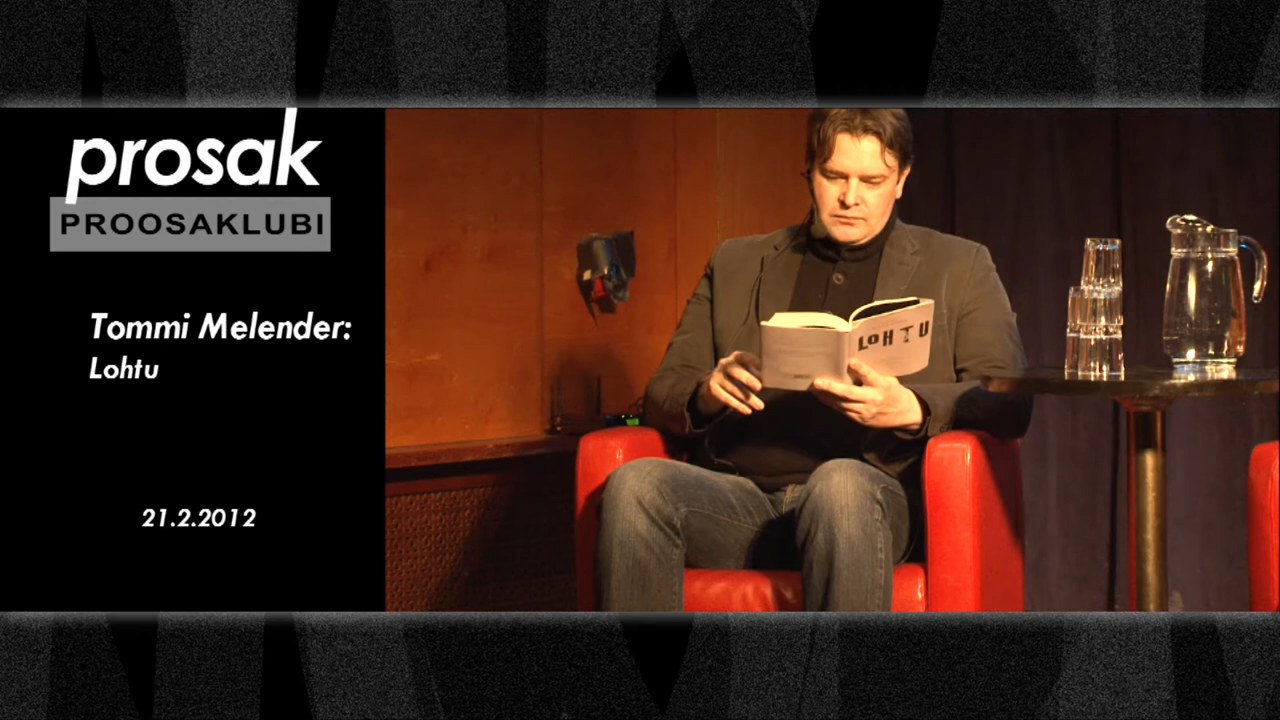 prosak
PROOSAKLUBI
Tommi Melender:
Lohtu
21.2.2012
LOHTU